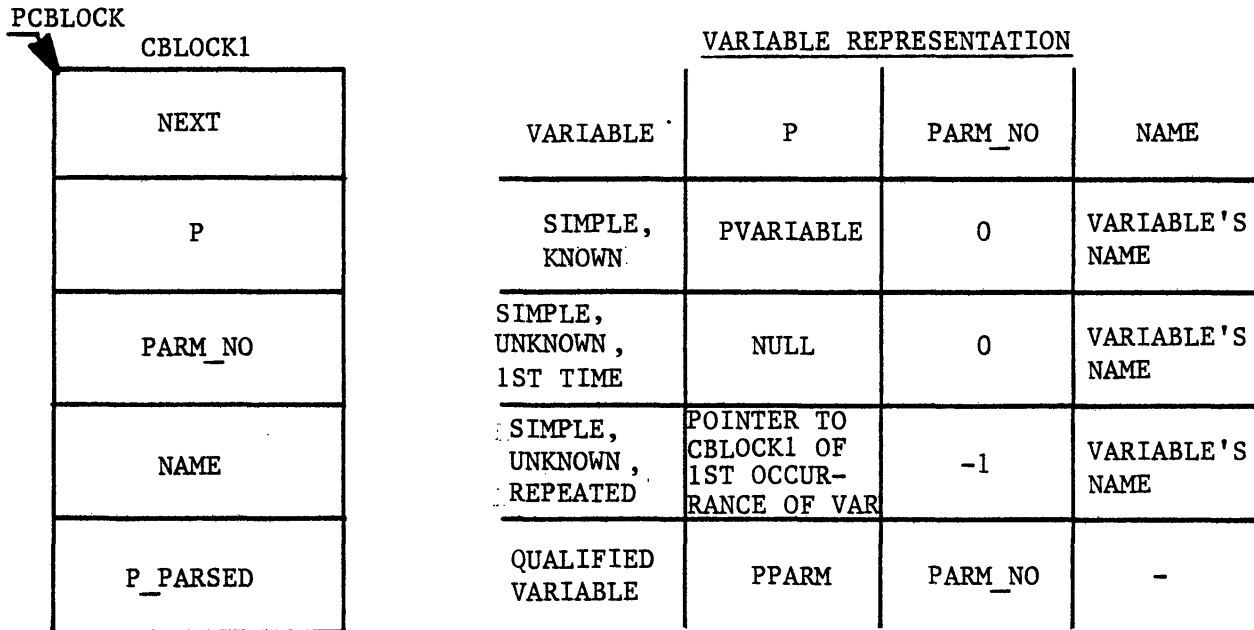 PCBLOCK
CBLOCK1
NEXT
P
PARM_NO
NAME
P_PARSED
VARIABLE REPRESENTATION
VARIABLE P PARM_NO NAME
SIMPLE,
KNOWN
PVARIABLE
0
VARIABLE'S
NAME
SIMPLE,
UNKNOWN,
1ST TIME
NULL
0
VARIABLE'S
NAME
SIMPLE,
UNKNOWN,
REPEATED
POINTER TO
CBLOCK1 OF
1ST OCCUR-
RANCE OF VAR
-1
VARIABLE'S
NAME
QUALIFIED
VARIABLE
PPARM
PARM_NO
-